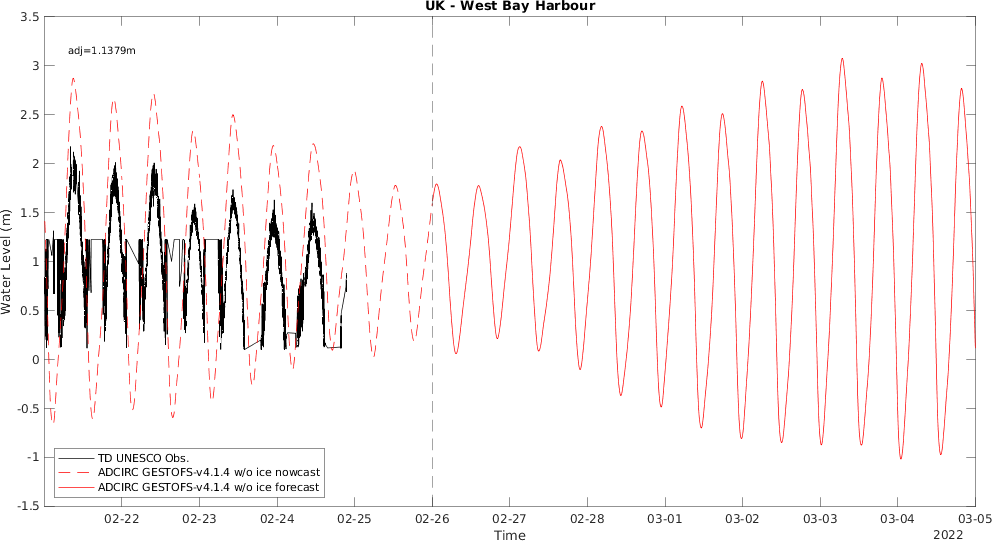 UK - West Bay Harbour
adj=1.1379m
3.5
3
2.5
2
1.5
1
0.5
0
-0.5
-1
-1.5
Water Level (m)
TD UNESCO Obs.
ADCIRC GESTOFS-v4.1.4 w/o ice nowcast
ADCIRC GESTOFS-v4.1.4 w/o ice forecast
02-22 02-23 02-24 02-25 02-26 02-27 02-28 03-01 03-02 03-03 03-04 03-05
Time
2022